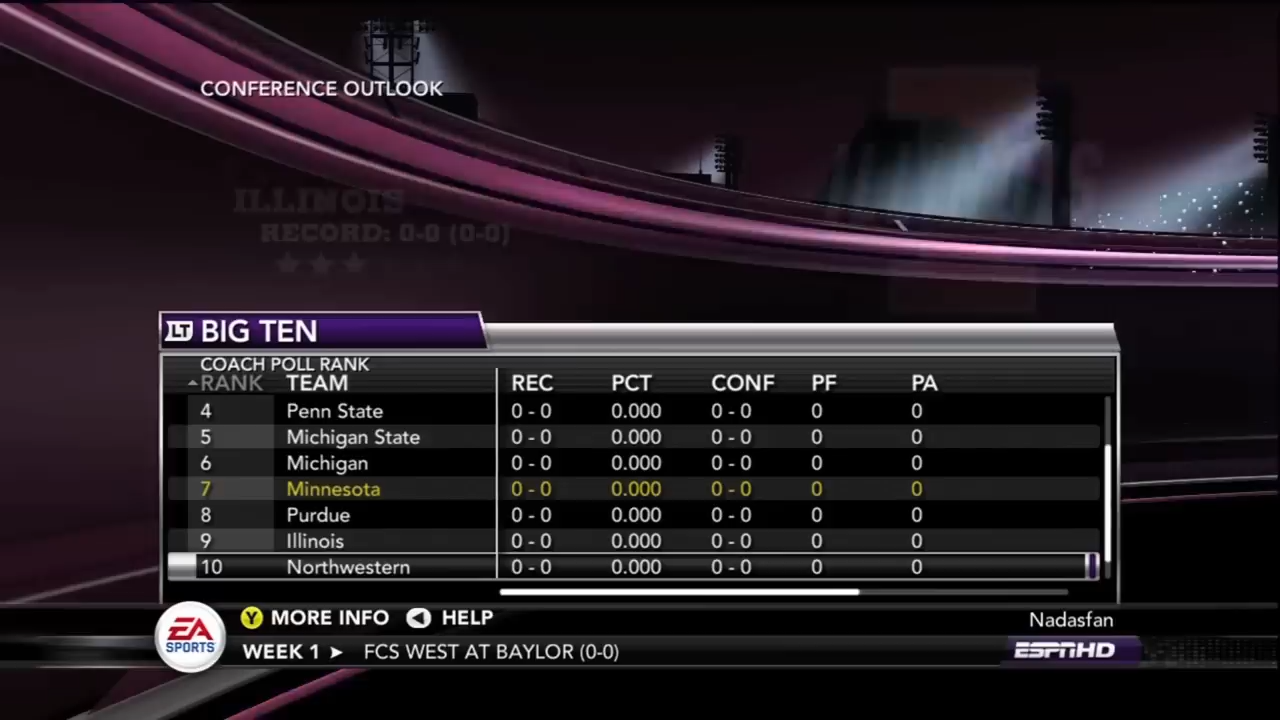 CONFERENCE OUTLOOK
ILLINOIS
RECORD: 0-0 (0-0)
LT BIG TEN
COACH POLL RANK
RANK TEAM REC PCT CONF PF PA
4 Penn State 0 - 0 0.000 0 - 0 0 0
5 Michigan State 0 - 0 0.000 0 - 0 0 0
6 Michigan 0 - 0 0.000 0 - 0 0 0
7 Minnesota 0 - 0 0.000 0 - 0 0 0
8 Purdue 0 - 0 0.000 0 - 0 0 0
9 Illinois 0 - 0 0.000 0 - 0 0 0
10 Northwestern 0 - 0 0.000 0 - 0 0 0
Y MORE INFO HELP Nadasfan
EA SPORTS
WEEK 1 FCS WEST AT BAYLOR (0-0) ESPNHD